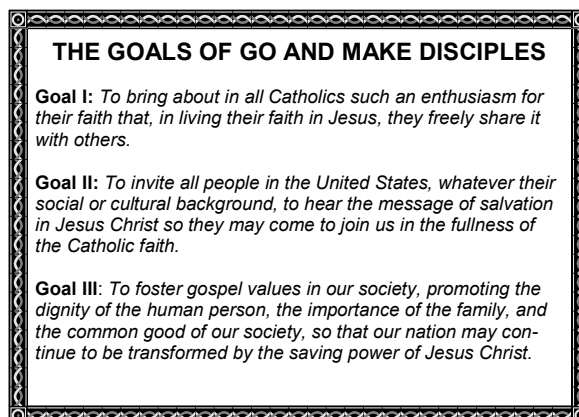 THE GOALS OF GO AND MAKE DISCIPLES
Goal I: To bring about in all Catholics such an enthusiasm for
their faith that, in living their faith in Jesus, they freely share it
with others.
Goal II: To invite all people in the United States, whatever their
social or cultural background, to hear the message of salvation
in Jesus Christ so they may come to join us in the fullness of
the Catholic faith.
Goal III: To foster gospel values in our society, promoting the
dignity of the human person, the importance of the family, and
the common good of our society, so that our nation may con-
tinue to be transformed by the saving power of Jesus Christ.